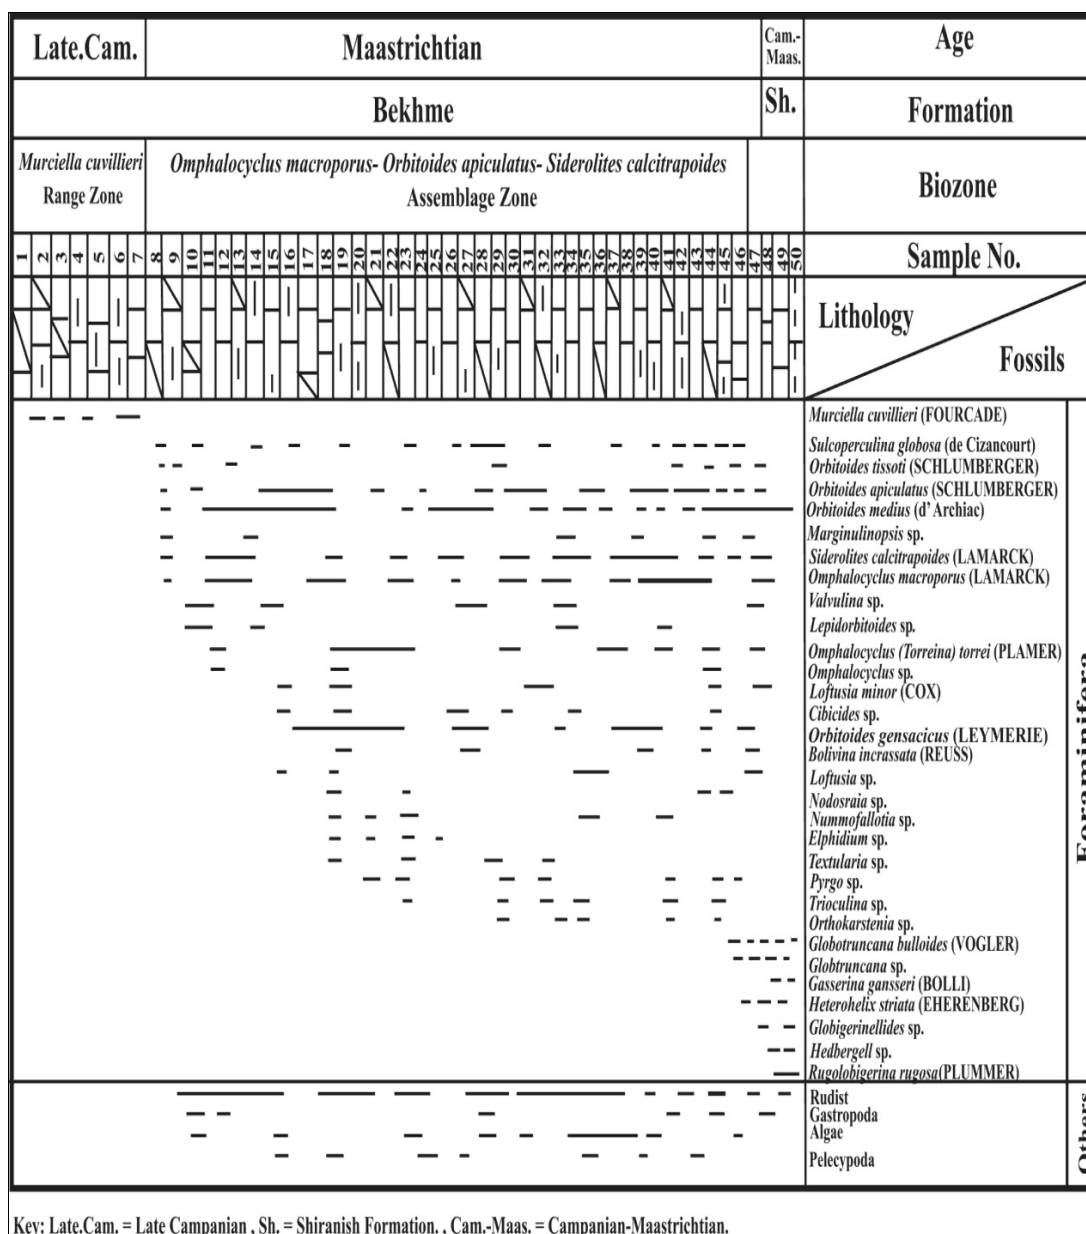 Late.Cam. Maastrichtian Cam.- Maas. Age
Bekhme Sh. Formation
Murciella cuvillieri Range Zone Omphalocyclus macroporus- Orbitoides apiculatus- Siderolites calcitrapoides Assemblage Zone Biozone
1 2 3 4 5 6 7 8 9 10 11 12 13 14 15 16 17 18 19 20 21 22 23 24 25 26 27 28 29 30 31 32 33 34 35 36 37 38 39 40 41 42 43 44 45 46 47 48 49 50 Sample No.
Lithology
Fossils
Murciella cuvillieri (FOURCADE)
Sulcoperculina globosa (de Cizancourt)
Orbitoides tissoti (SCHLUMBERGER)
Orbitoides apiculatus (SCHLUMBERGER)
Orbitoides medius (d' Archiac)
Marginulinopsis sp.
Siderolites calcitrapoides (LAMARCK)
Omphalocyclus macroporus (LAMARCK)
Valvulina sp.
Lepidorbitoides sp.
Omphalocyclus (Torreina) torrei (PLAMER)
Omphalocyclus sp.
Loftusia minor (COX)
Cibicides sp.
Orbitoides gensacicus (LEYMERIE)
Bolivina incrassata (REUSS)
Loftusia sp.
Nodosraia sp.
Nummofallotia sp.
Elphidium sp.
Textularia sp.
Pyrgo sp.
Trioculina sp.
Orthokarstenia sp.
Globotruncana bulloides (VOGLER)
Globtruncana sp.
Gasserina gansseri (BOLLI)
Heterohelix striata (EHERENBERG)
Globigerinellides sp.
Hedbergell sp.
Rugolobigerina rugosa(PLUMMER)
Foraminifera
Rudist
Gastropoda
Algae
Pelecypoda
Others
Key: Late.Cam. = Late Campanian , Sh. = Shiranish Formation. , Cam.-Maas. = Campanian-Maastrichtian.